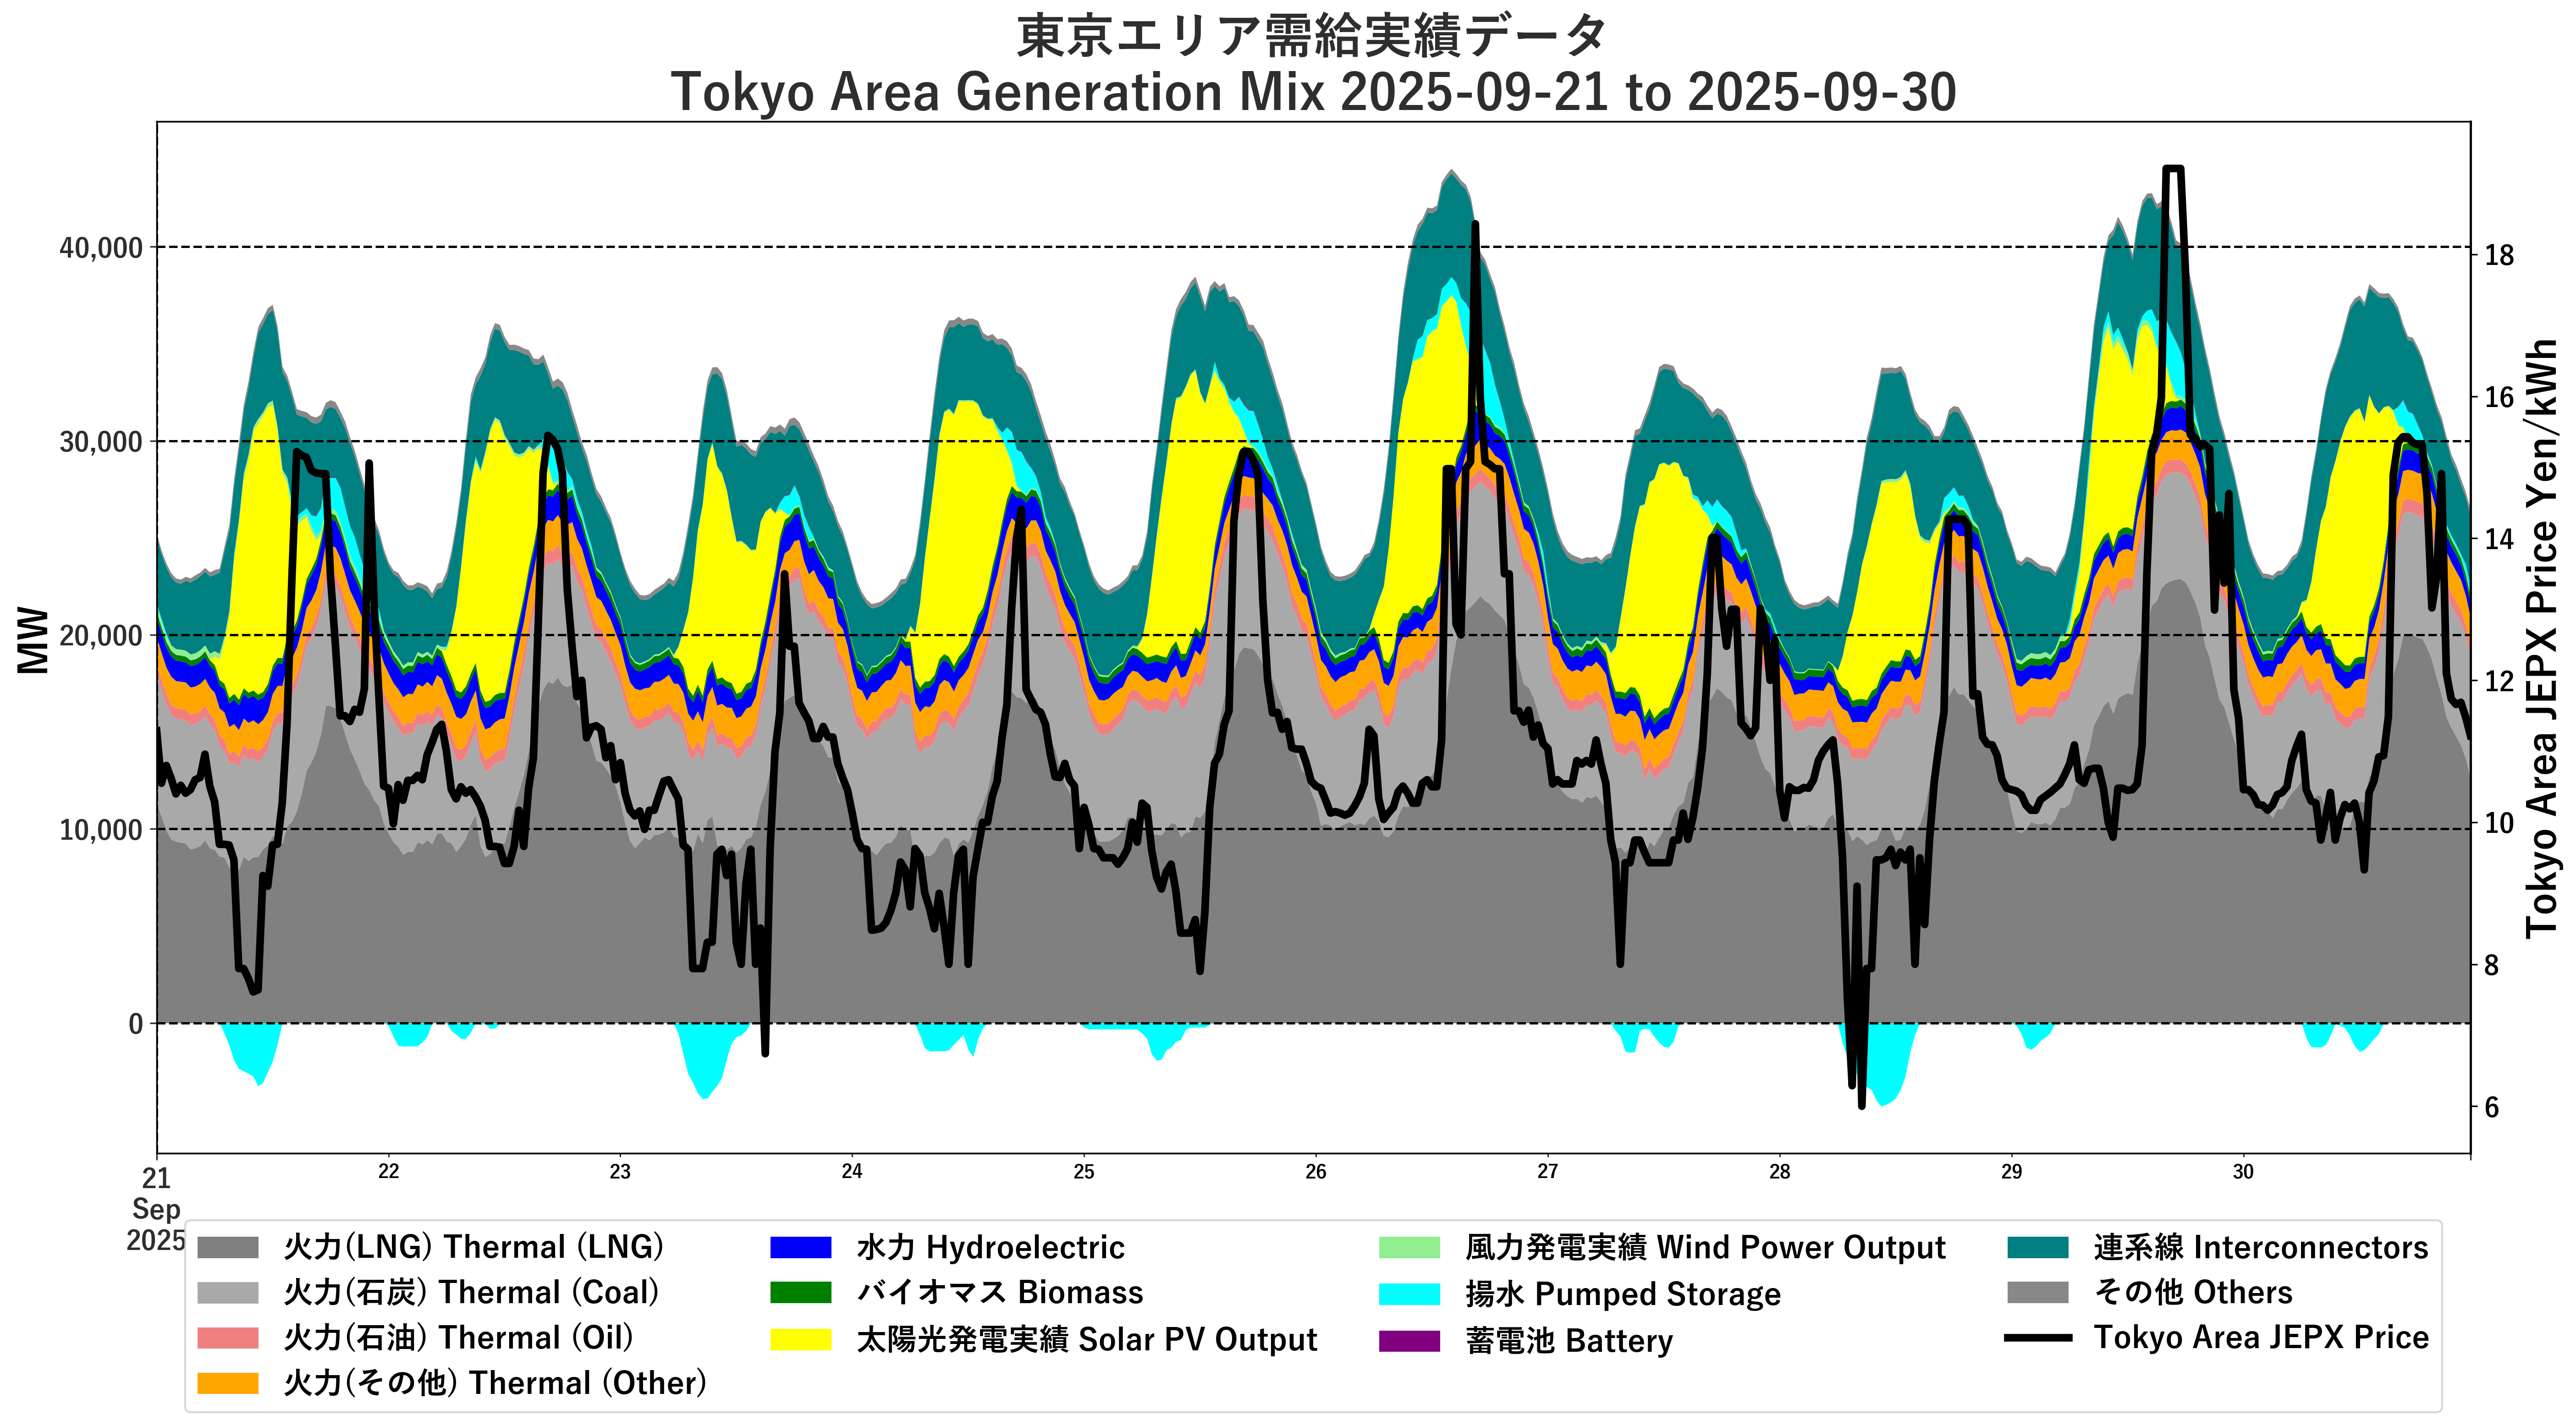 東京エリア需給実績データ
Tokyo Area Generation Mix 2025-09-21 to 2025-09-30
MW
40,000
30,000
20,000
10,000
0
18
16
14
12
10
8
6
Tokyo Area JEPX Price Yen/kWh
21
Sep
2025
22
23
24
25
26
27
28
29
30
火力(LNG) Thermal (LNG)
火力(石炭) Thermal (Coal)
火力(石油) Thermal (Oil)
火力(その他) Thermal (Other)
水力 Hydroelectric
バイオマス Biomass
太陽光発電実績 Solar PV Output
風力発電実績 Wind Power Output
揚水 Pumped Storage
蓄電池 Battery
連系線 Interconnectors
その他 Others
Tokyo Area JEPX Price